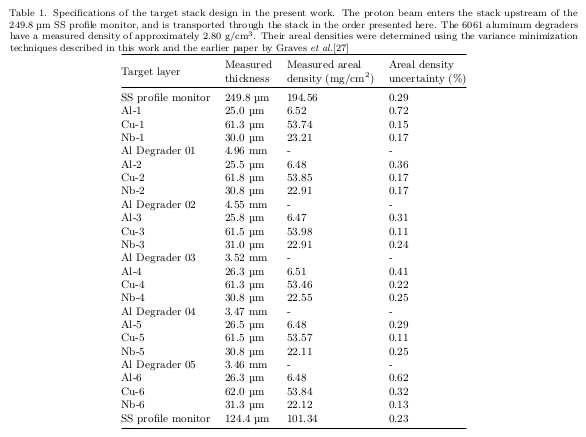 Table 1. Specifications of the target stack design in the present work. The proton beam enters the stack upstream of the
249.8 µm SS profile monitor, and is transported through the stack in the order presented here. The 6061 aluminum degraders
have a measured density of approximately 2.80 g/cm³. Their areal densities were determined using the variance minimization
techniques described in this work and the earlier paper by Graves et al.[27]
Target layer Measured thickness Measured areal density (mg/cm²) Areal density uncertainty (%)
SS profile monitor 249.8 µm 194.56 0.29
Al-1 25.0 µm 6.52 0.72
Cu-1 61.3 µm 53.74 0.15
Nb-1 30.0 µm 23.21 0.17
Al Degrader 01 4.96 mm - -
Al-2 25.5 µm 6.48 0.36
Cu-2 61.8 µm 53.85 0.17
Nb-2 30.8 µm 22.91 0.17
Al Degrader 02 4.55 mm - -
Al-3 25.8 µm 6.47 0.31
Cu-3 61.5 µm 53.98 0.11
Nb-3 31.0 µm 22.91 0.24
Al Degrader 03 3.52 mm - -
Al-4 26.3 µm 6.51 0.41
Cu-4 61.3 µm 53.46 0.22
Nb-4 30.8 µm 22.55 0.25
Al Degrader 04 3.47 mm - -
Al-5 26.5 µm 6.48 0.29
Cu-5 61.5 µm 53.57 0.11
Nb-5 30.8 µm 22.11 0.25
Al Degrader 05 3.46 mm - -
Al-6 26.3 µm 6.48 0.62
Cu-6 62.0 µm 53.84 0.32
Nb-6 31.3 µm 22.12 0.13
SS profile monitor 124.4 µm 101.34 0.23